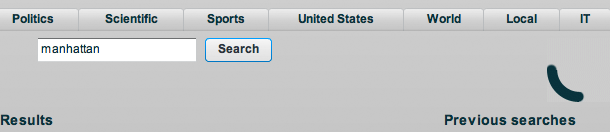 Politics Scientific Sports United States World Local IT
manhattan Search
Results Previous searches